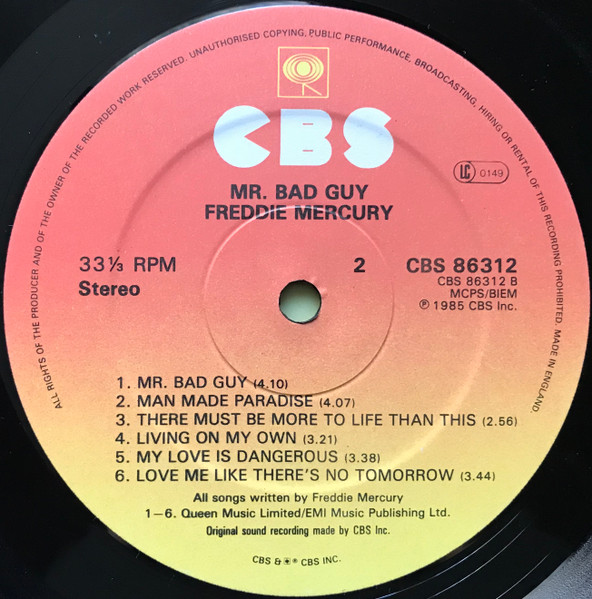 ALL RIGHTS OF THE PRODUCER AND OF THE OWNER OF THE RECORDED WORK RESERVED. UNAUTHORISED COPYING, PUBLIC PERFORMANCE, BROADCASTING, HIRING OR RENTAL OF THIS RECORDING PROHIBITED. MADE IN ENGLAND.
CBS
LC 0149
MR. BAD GUY
FREDDIE MERCURY
33⅓ RPM 2 CBS 86312
Stereo CBS 86312 B
MCPS/BIEM
℗ 1985 CBS Inc.
1. MR. BAD GUY (4.10)
2. MAN MADE PARADISE (4.07)
3. THERE MUST BE MORE TO LIFE THAN THIS (2.56)
4. LIVING ON MY OWN (3.21)
5. MY LOVE IS DANGEROUS (3.38)
6. LOVE ME LIKE THERE'S NO TOMORROW (3.44)
All songs written by Freddie Mercury
1–6. Queen Music Limited/EMI Music Publishing Ltd.
Original sound recording made by CBS Inc.
CBS & ® CBS INC.